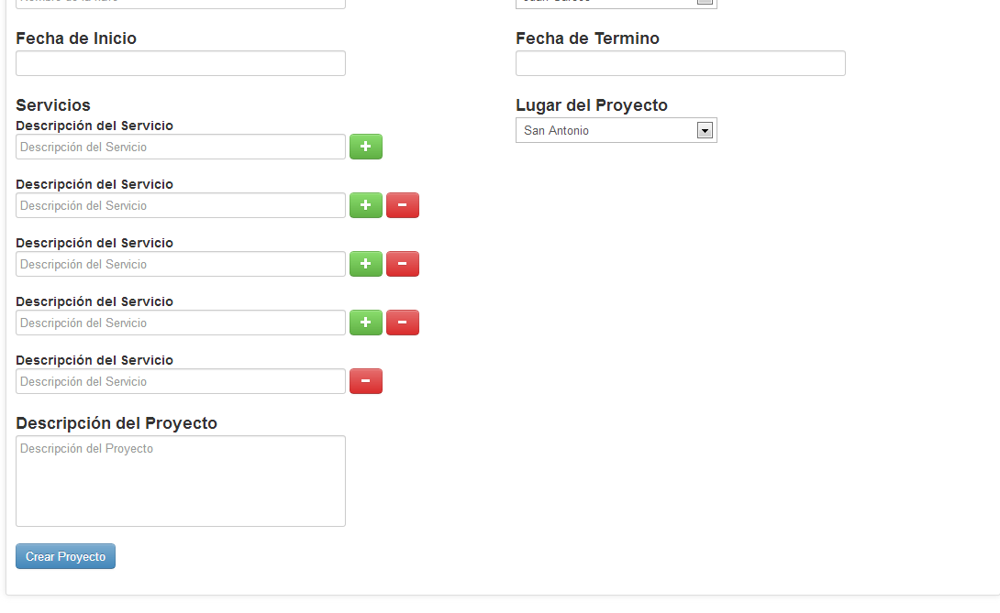 Fecha de Inicio
Fecha de Termino
Servicios
Lugar del Proyecto
Descripción del Servicio
Descripción del Servicio
San Antonio
Descripción del Servicio
Descripción del Servicio
Descripción del Servicio
Descripción del Servicio
Descripción del Servicio
Descripción del Servicio
Descripción del Servicio
Descripción del Servicio
Descripción del Proyecto
Descripción del Proyecto
Crear Proyecto